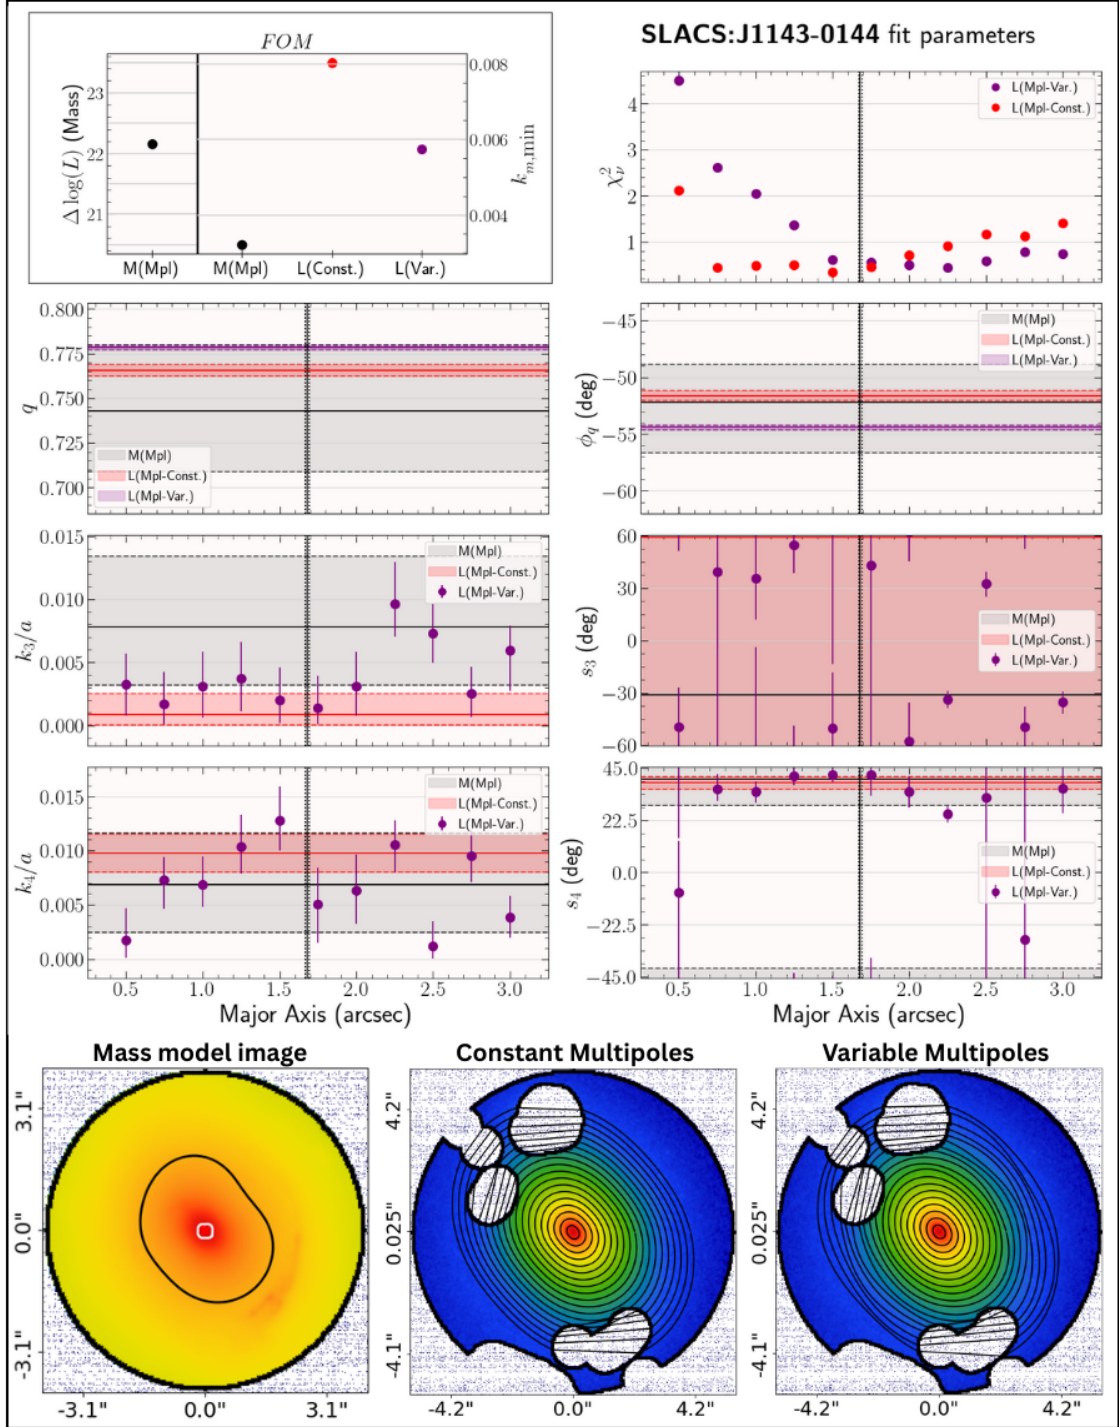 FOM
Δ log(L) (Mass)
23
22
21
0.008
0.006
0.004
k_{m,min}
M(Mpl) M(Mpl) L(Const.) L(Var.)
SLACS:J1143-0144 fit parameters
χ²_ν
4
3
2
1
L(Mpl-Var.)
L(Mpl-Const.)
q
0.800
0.775
0.750
0.725
0.700
M(Mpl)
L(Mpl-Const.)
L(Mpl-Var.)
ϕ_q (deg)
−45
−50
−55
−60
M(Mpl)
L(Mpl-Const.)
L(Mpl-Var.)
k₃/a
0.015
0.010
0.005
0.000
M(Mpl)
L(Mpl-Const.)
L(Mpl-Var.)
s₃ (deg)
60
30
0
−30
−60
M(Mpl)
L(Mpl-Const.)
L(Mpl-Var.)
k₄/a
0.015
0.010
0.005
0.000
M(Mpl)
L(Mpl-Const.)
L(Mpl-Var.)
0.5 1.0 1.5 2.0 2.5 3.0
Major Axis (arcsec)
s₄ (deg)
45.0
22.5
0.0
−22.5
−45.0
M(Mpl)
L(Mpl-Const.)
L(Mpl-Var.)
0.5 1.0 1.5 2.0 2.5 3.0
Major Axis (arcsec)
Mass model image
3.1"
0.0"
-3.1"
-3.1" 0.0" 3.1"
Constant Multipoles
4.2"
0.025"
-4.1"
-4.2" 0.0" 4.2"
Variable Multipoles
4.2"
0.025"
-4.1"
-4.2" 0.0" 4.2"